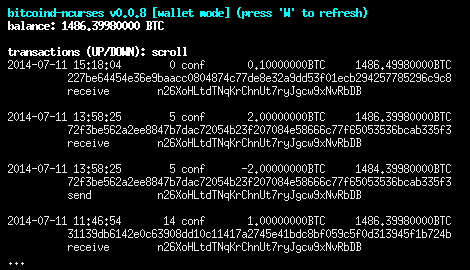 bitcoind-ncurses v0.0.8 [wallet mode] (press 'W' to refresh)
balance: 1486.39980000 BTC
transactions (UP/DOWN): scroll
2014-07-11 15:18:04 0 conf 0.10000000BTC 1486.49980000BTC
227be64454e36e9baacc0804874c77de8e32a9dd53f01ecb294257785296c9c8
receive n26XoHLtdTNqKrChnUt7ryJgcw9xNvRbDB
2014-07-11 13:58:25 5 conf 2.00000000BTC 1486.39980000BTC
72f3be562a2ee8847b7dac72054b23f207084e58666c77f65053536bcab335f3
receive n26XoHLtdTNqKrChnUt7ryJgcw9xNvRbDB
2014-07-11 13:58:25 5 conf -2.00000000BTC 1484.39980000BTC
72f3be562a2ee8847b7dac72054b23f207084e58666c77f65053536bcab335f3
send n26XoHLtdTNqKrChnUt7ryJgcw9xNvRbDB
2014-07-11 11:46:54 14 conf 1.00000000BTC 1486.39980000BTC
31139db6142e0c63908dd10c11417a2745e41bdc8bf059c5f0d313945f1b724b
receive n26XoHLtdTNqKrChnUt7ryJgcw9xNvRbDB
...